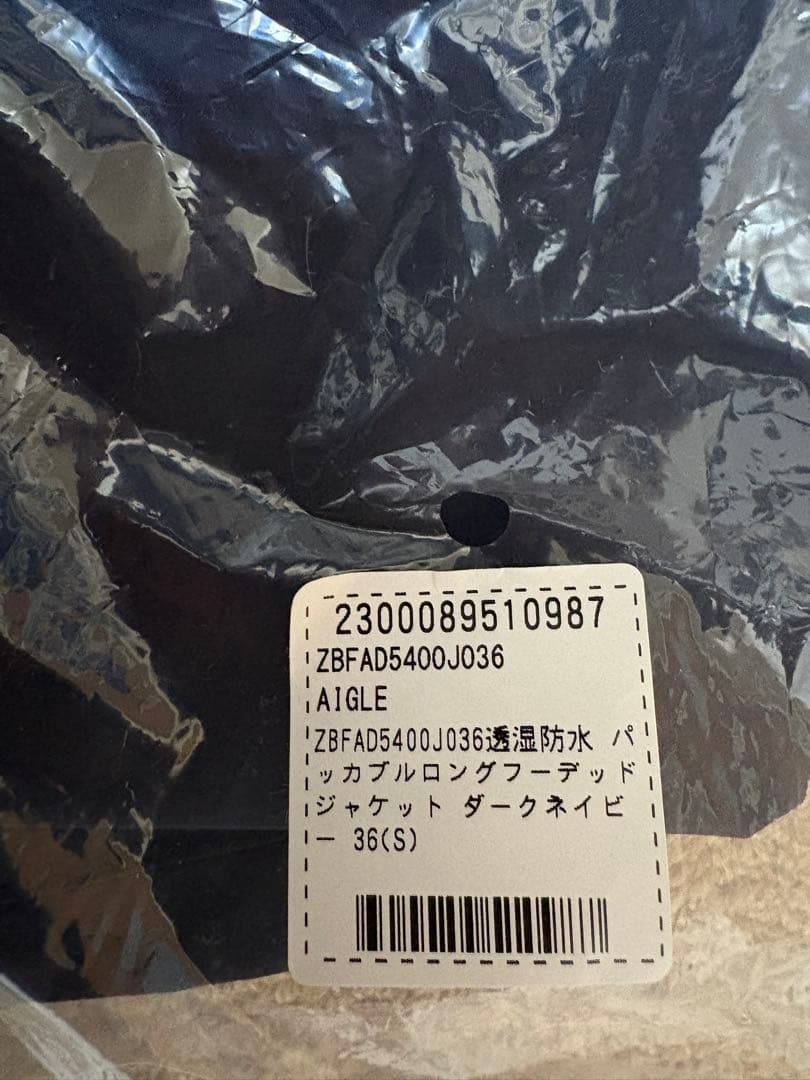 2300089510987
ZBFAD5400J036
AIGLE
ZBFAD5400J036透湿防水 パ
ッカブルロングフーデッド
ジャケット ダークネイビ
ー 36(S)